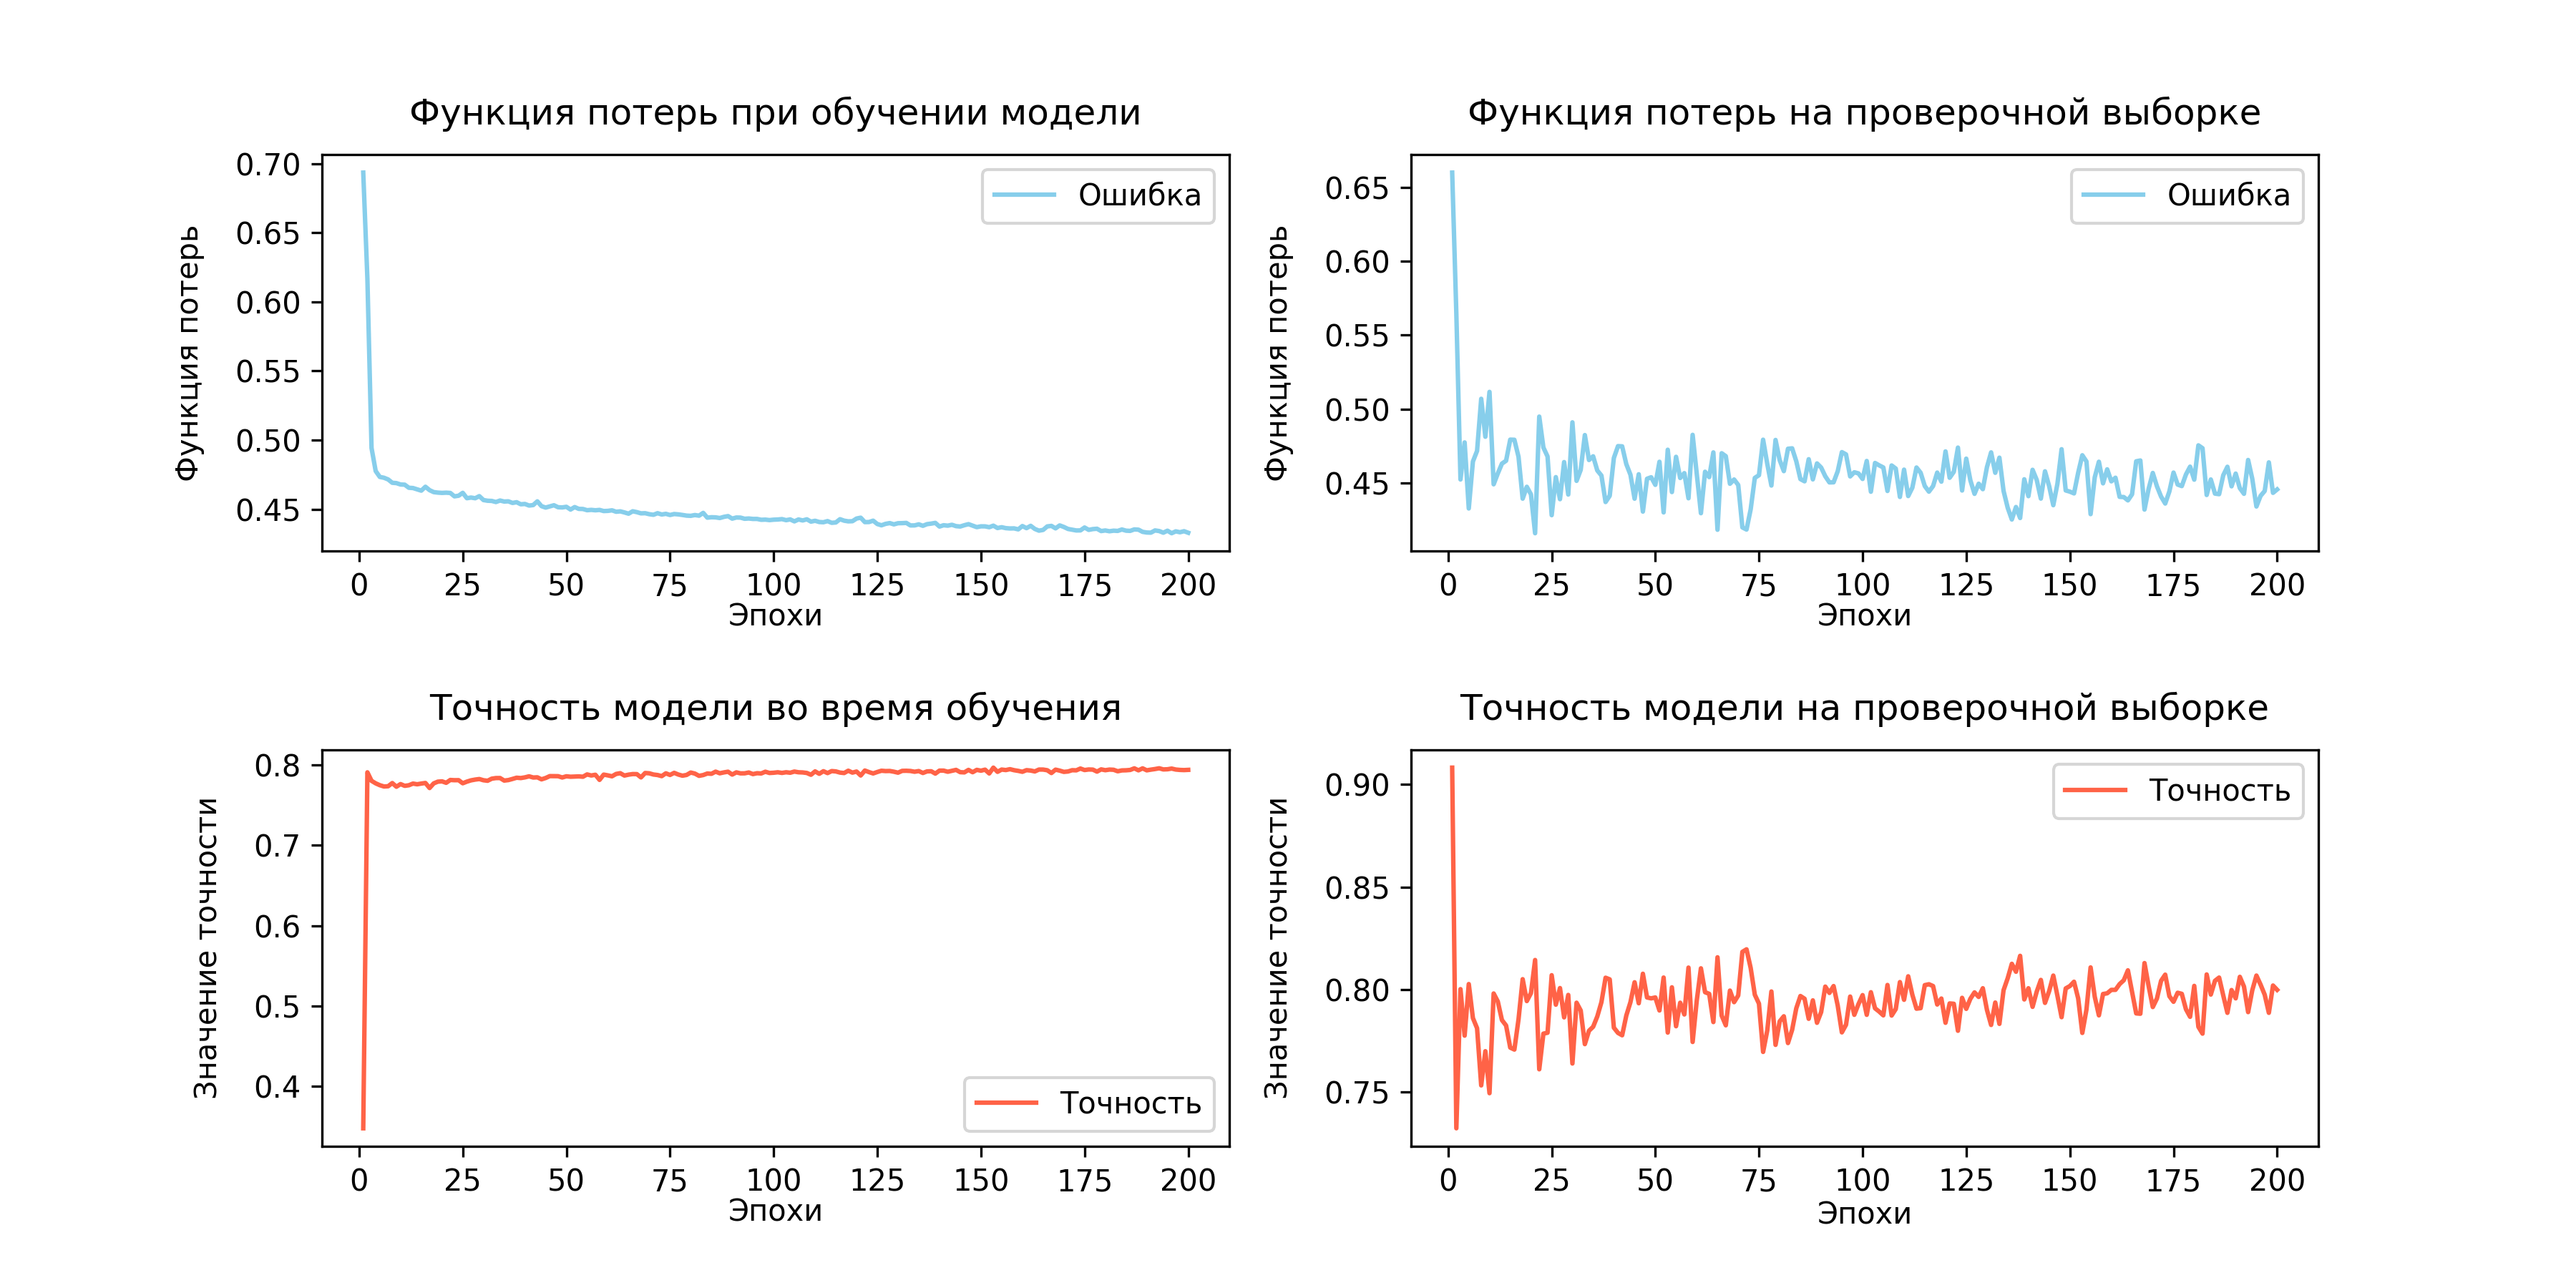 Функция потерь при обучении модели
Функция потерь
0.70
0.65
0.60
0.55
0.50
0.45
Ошибка
0 25 50 75 100 125 150 175 200
Эпохи
Функция потерь на проверочной выборке
Функция потерь
0.65
0.60
0.55
0.50
0.45
Ошибка
0 25 50 75 100 125 150 175 200
Эпохи
Точность модели во время обучения
Значение точности
0.8
0.7
0.6
0.5
0.4
Точность
0 25 50 75 100 125 150 175 200
Эпохи
Точность модели на проверочной выборке
Значение точности
0.90
0.85
0.80
0.75
Точность
0 25 50 75 100 125 150 175 200
Эпохи